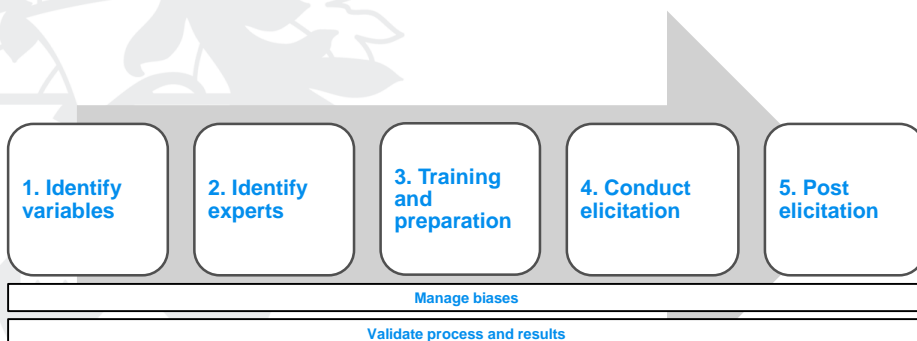 1. Identify
variables
2. Identify
experts
3. Training
and
preparation
4. Conduct
elicitation
5. Post
elicitation
Manage biases
Validate process and results